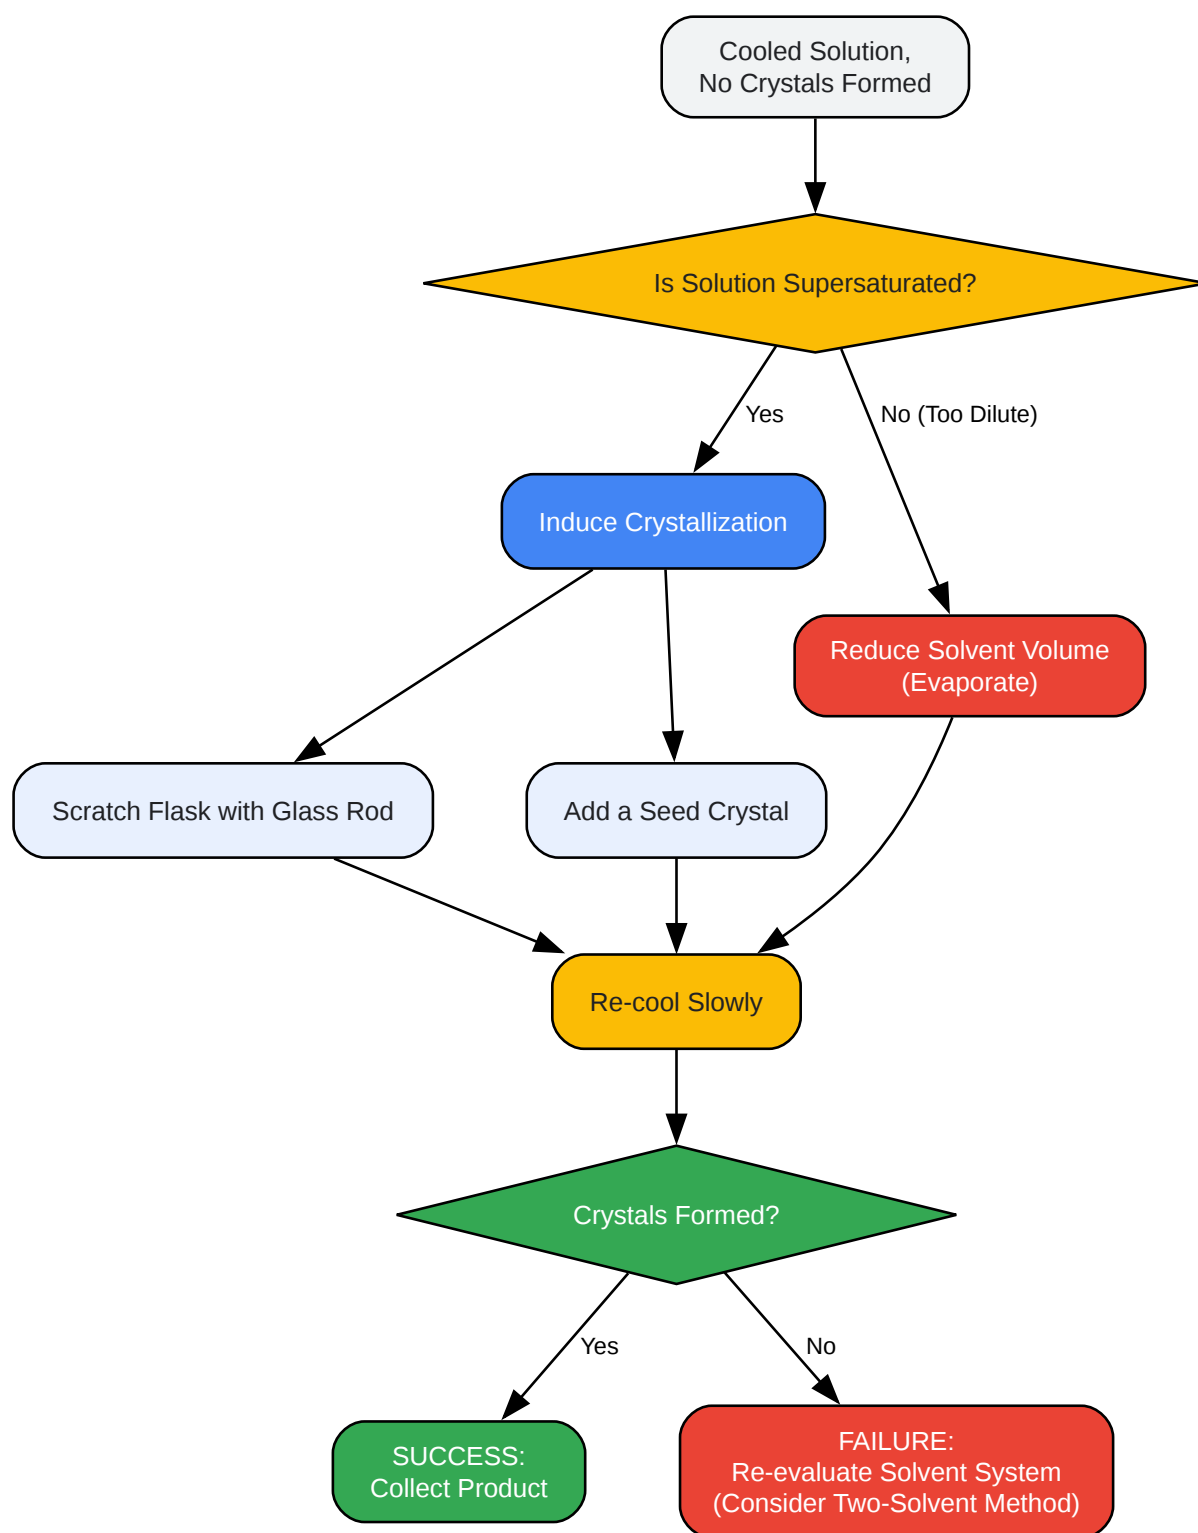 Cooled Solution,
No Crystals Formed
Is Solution Supersaturated?
Yes
No (Too Dilute)
Induce Crystallization
Reduce Solvent Volume
(Evaporate)
Scratch Flask with Glass Rod
Add a Seed Crystal
Re-cool Slowly
Crystals Formed?
Yes
No
SUCCESS:
Collect Product
FAILURE:
Re-evaluate Solvent System
(Consider Two-Solvent Method)